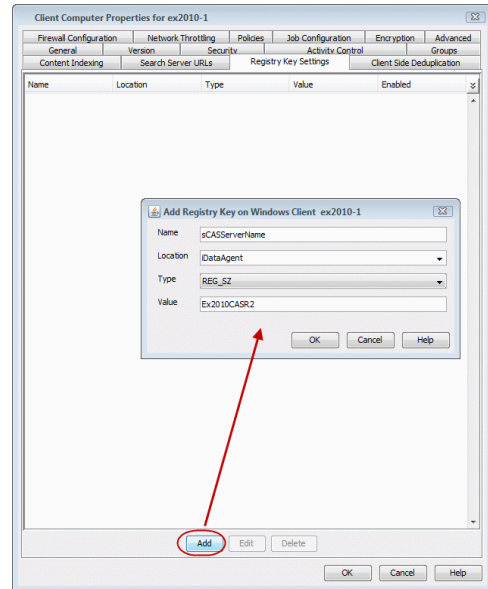 Client Computer Properties for ex2010-1
Firewall Configuration Network Throttling Policies Job Configuration Encryption Advanced
General Version Security Activity Control Groups
Content Indexing Search Server URLs Registry Key Settings Client Side Deduplication
Name Location Type Value Enabled
Add Registry Key on Windows Client ex2010-1
Name sCASServerName
Location iDataAgent
Type REG_SZ
Value Ex2010CASR2
OK Cancel Help
Add Edit Delete
OK Cancel Help